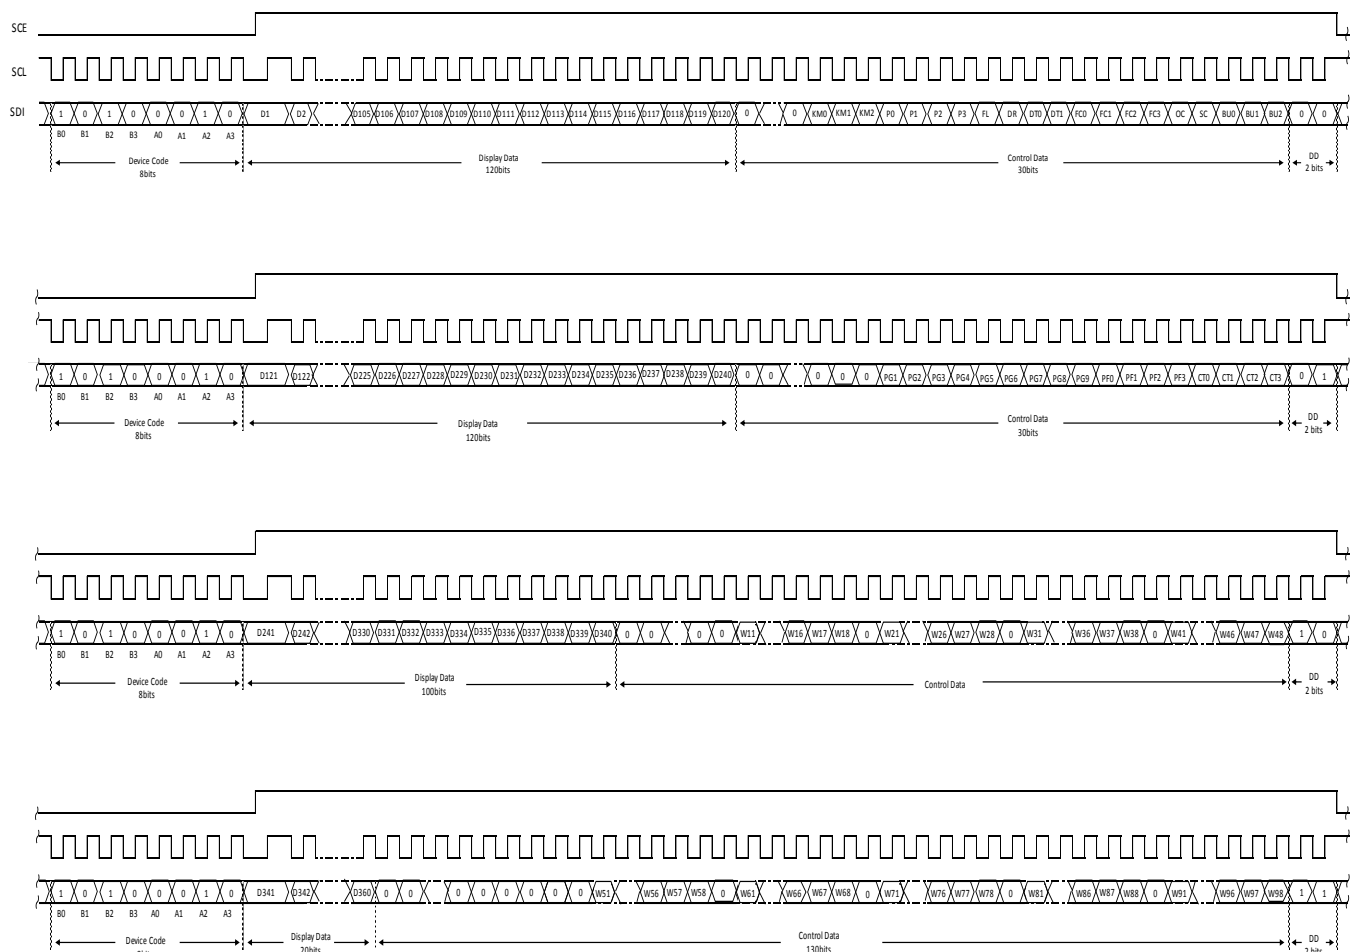 SCE
SCL
SDI 1 0 1 0 0 0 1 0 D1 D2 D105 D106 D107 D108 D109 D110 D111 D112 D113 D114 D115 D116 D117 D118 D119 D120 0 0 KM0 KM1 KM2 P0 P1 P2 P3 FL DR DT0 DT1 FC0 FC1 FC2 FC3 OC SC BU0 BU1 BU2 0 0
B0 B1 B2 B3 A0 A1 A2 A3
Device Code Display Data Control Data DD
8bits 120bits 30bits 2 bits
1 0 1 0 0 0 1 0 D121 D122 D225 D226 D227 D228 D229 D230 D231 D232 D233 D234 D235 D236 D237 D238 D239 D240 0 0 0 0 0 PG1 PG2 PG3 PG4 PG5 PG6 PG7 PG8 PG9 PF0 PF1 PF2 PF3 CT0 CT1 CT2 CT3 0 1
B0 B1 B2 B3 A0 A1 A2 A3
Device Code Display Data Control Data DD
8bits 120bits 30bits 2 bits
1 0 1 0 0 0 1 0 D241 D242 D330 D331 D332 D333 D334 D335 D336 D337 D338 D339 D340 0 0 0 0 W11 W16 W17 W18 0 W21 W26 W27 W28 0 W31 W36 W37 W38 0 W41 W46 W47 W48 1 0
B0 B1 B2 B3 A0 A1 A2 A3
Device Code Display Data Control Data DD
8bits 100bits 2 bits
1 0 1 0 0 0 1 0 D341 D342 D360 0 0 0 0 0 0 0 0 W51 W56 W57 W58 0 W61 W66 W67 W68 0 W71 W76 W77 W78 0 W81 W86 W87 W88 0 W91 W96 W97 W98 1 1
B0 B1 B2 B3 A0 A1 A2 A3
Device Code Display Data Control Data DD
20bits 130bits 2 bits